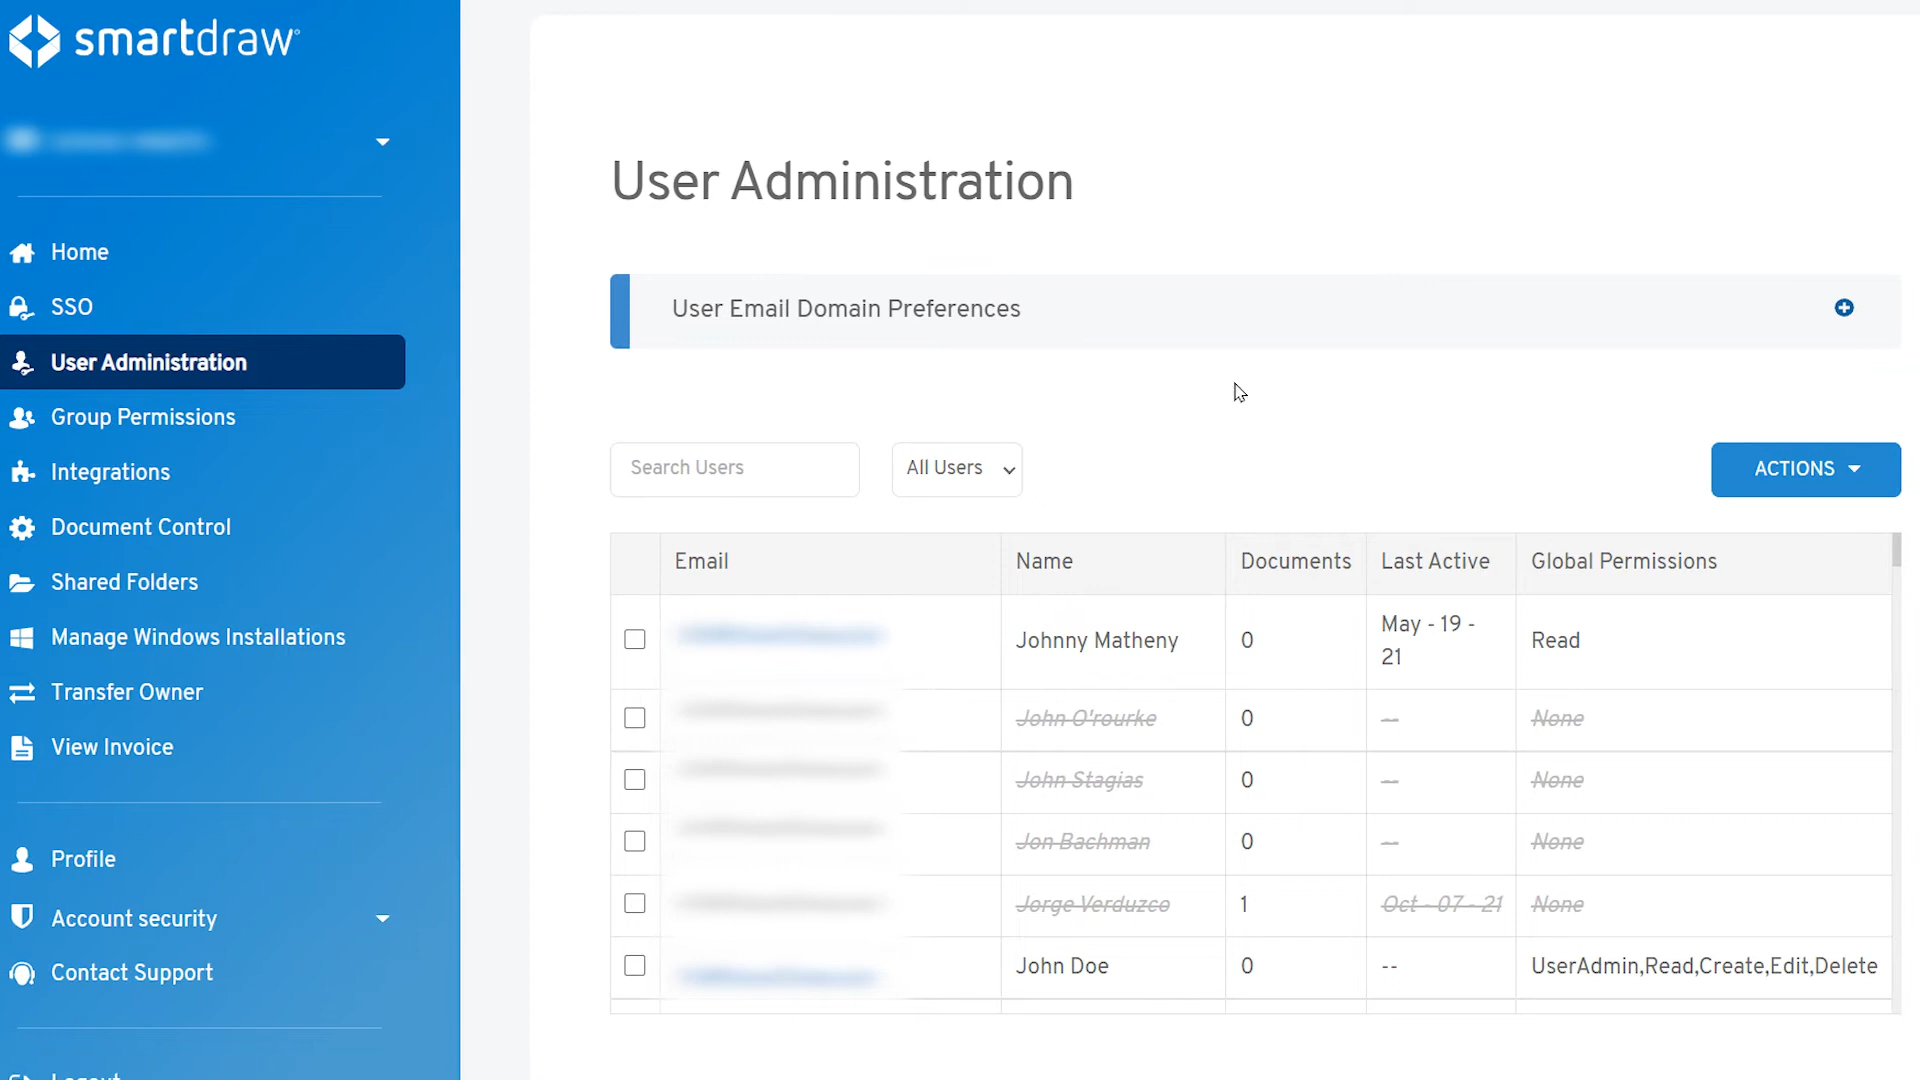 smartdraw
Home
SSO
User Administration
Group Permissions
Integrations
Document Control
Shared Folders
Manage Windows Installations
Transfer Owner
View Invoice
Profile
Account security
Contact Support
Logout
User Administration
User Email Domain Preferences
Search Users
All Users
ACTIONS
Email Name Documents Last Active Global Permissions
Johnny Matheny 0 May - 19 - 21 Read
John O'rourke 0 -- None
John Stagias 0 -- None
Jon Bachman 0 -- None
Jorge Verduzco 1 Oct - 07 - 21 None
John Doe 0 -- UserAdmin,Read,Create,Edit,Delete